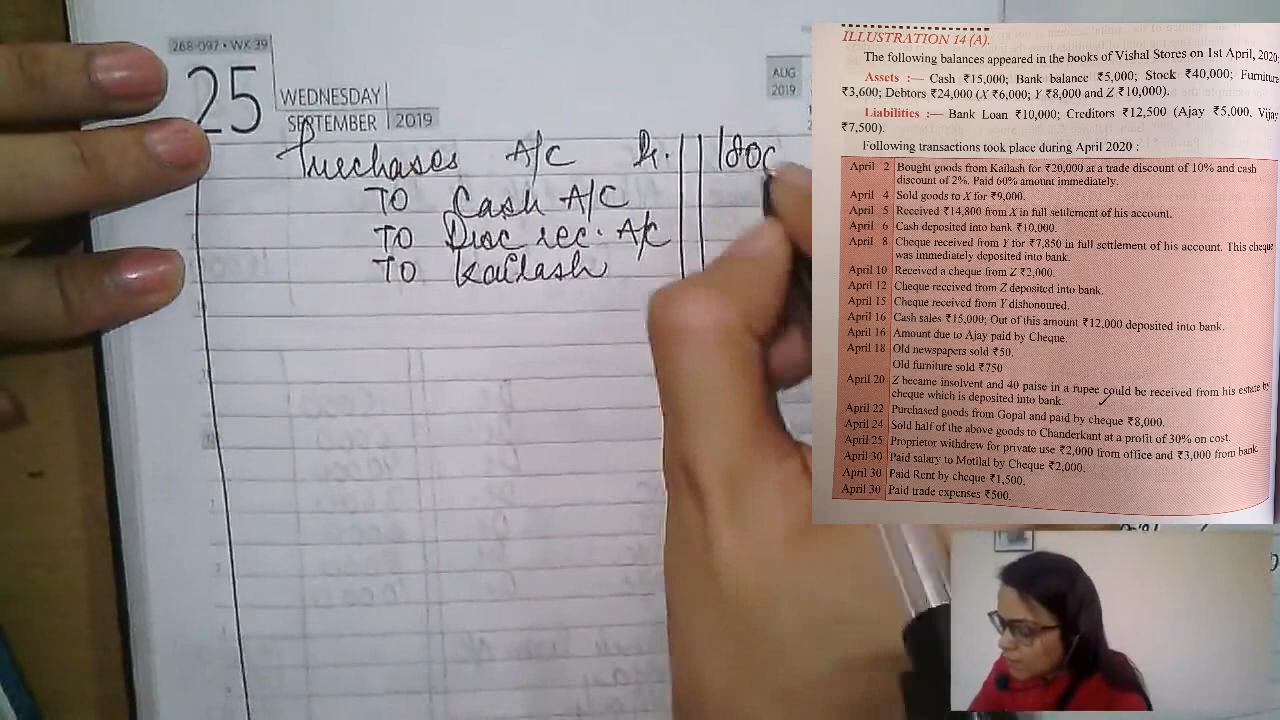 268-097 • WK 39
25
WEDNESDAY
SEPTEMBER 2019
AUG
2019
Purchases A/C Dr. 1800
TO Cash A/C
TO Disc rec. A/C
TO Kailash
ILLUSTRATION 14 (A).
The following balances appeared in the books of Vishal Stores on 1st April, 2020
Assets :— Cash ₹15,000; Bank balance ₹5,000; Stock ₹40,000; Furniture
₹3,600; Debtors ₹24,000 (X ₹6,000; Y ₹8,000 and Z ₹10,000).
Liabilities :— Bank Loan ₹10,000; Creditors ₹12,500 (Ajay ₹5,000, Vijay
₹7,500).
Following transactions took place during April 2020 :
April 2 Bought goods from Kailash for ₹20,000 at a trade discount of 10% and cash
discount of 2%. Paid 60% amount immediately.
April 4 Sold goods to X for ₹9,000.
April 5 Received ₹14,800 from X in full settlement of his account.
April 6 Cash deposited into bank ₹10,000.
April 8 Cheque received from Y for ₹7,850 in full settlement of his account. This cheque
was immediately deposited into bank.
April 10 Received a cheque from Z ₹2,000.
April 12 Cheque received from Z deposited into bank.
April 15 Cheque received from Y dishonoured.
April 16 Cash sales ₹15,000; Out of this amount ₹12,000 deposited into bank.
April 16 Amount due to Ajay paid by Cheque.
April 18 Old newspapers sold ₹50.
Old furniture sold ₹750
April 20 Z became insolvent and 40 paise in a rupee could be received from his estate by
cheque which is deposited into bank.
April 22 Purchased goods from Gopal and paid by cheque ₹8,000.
April 24 Sold half of the above goods to Chanderkant at a profit of 30% on cost.
April 25 Proprietor withdrew for private use ₹2,000 from office and ₹3,000 from bank
April 30 Paid salary to Motilal by Cheque ₹2,000.
April 30 Paid Rent by cheque ₹1,500.
April 30 Paid trade expenses ₹500.